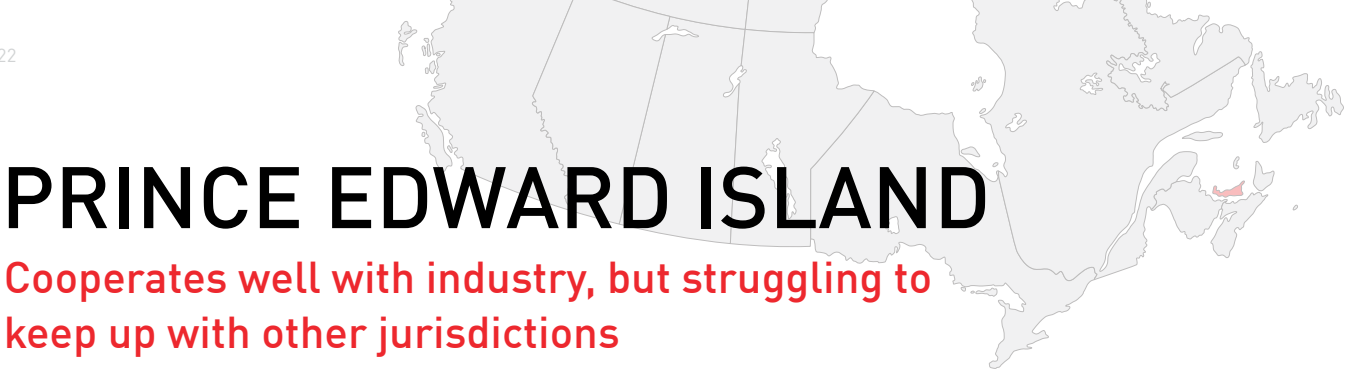 22
PRINCE EDWARD ISLAND
Cooperates well with industry, but struggling to
keep up with other jurisdictions